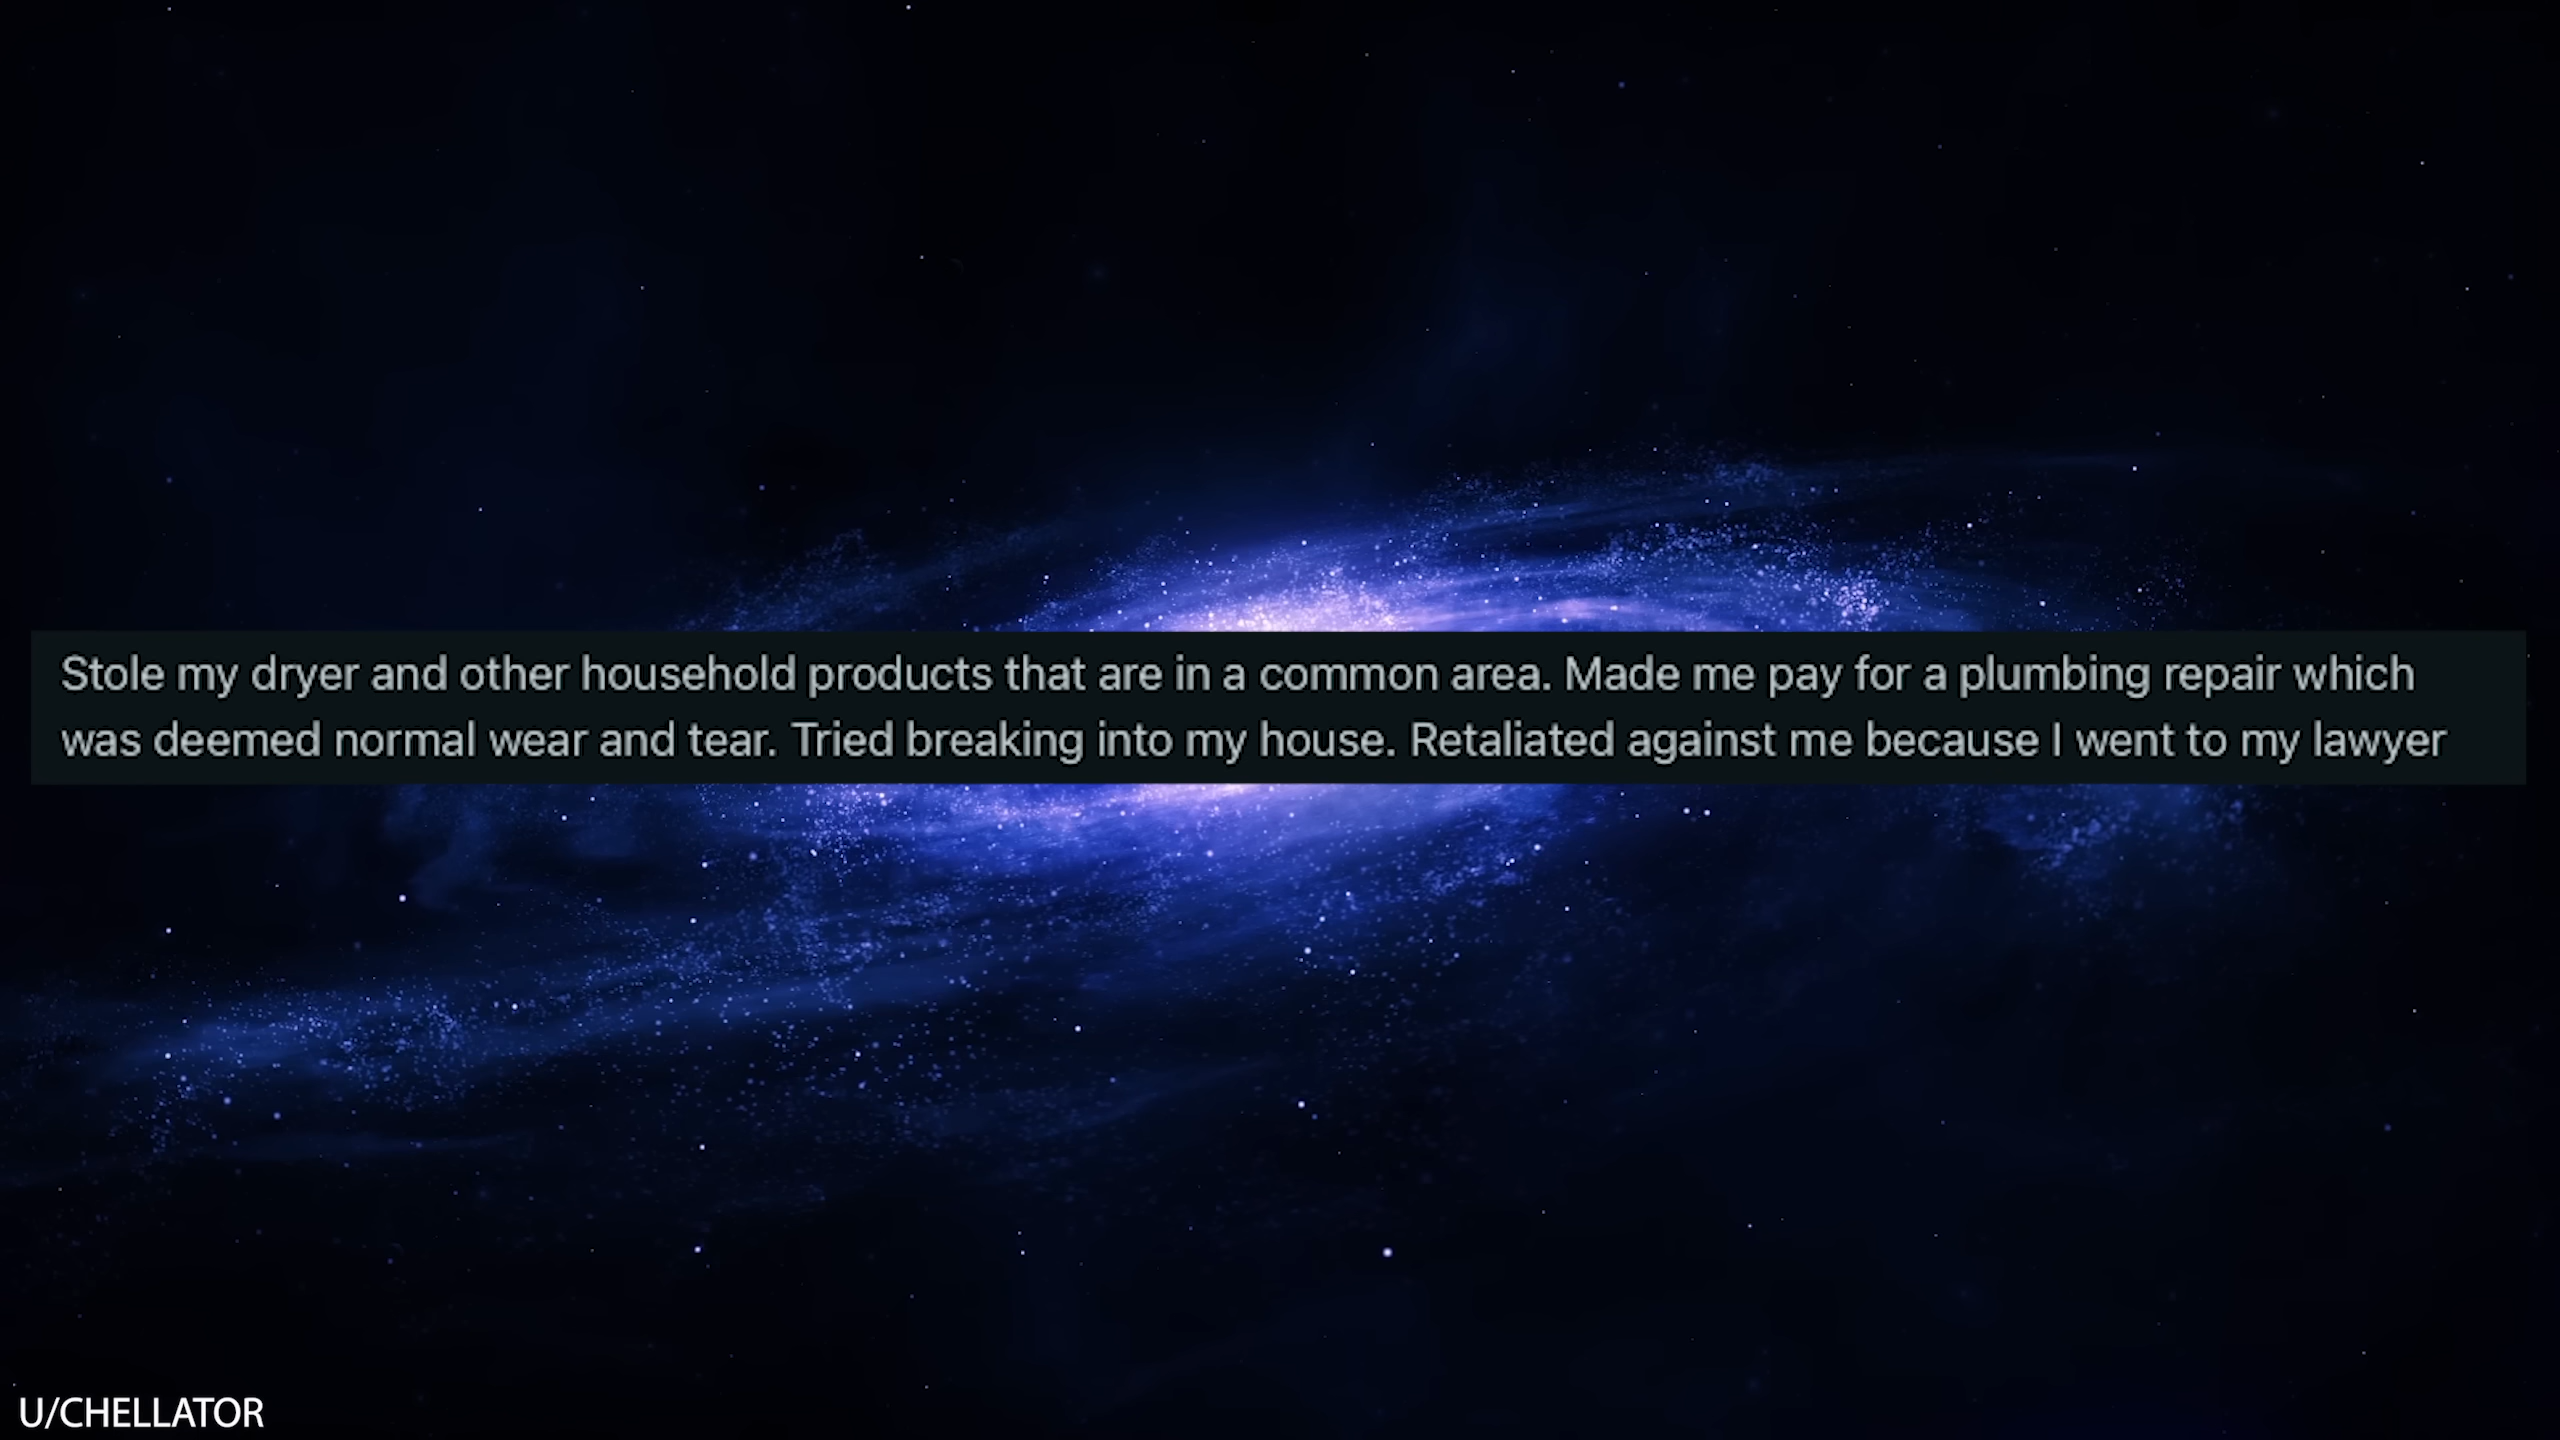 Stole my dryer and other household products that are in a common area. Made me pay for a plumbing repair which
was deemed normal wear and tear. Tried breaking into my house. Retaliated against me because I went to my lawyer
U/CHELLATOR